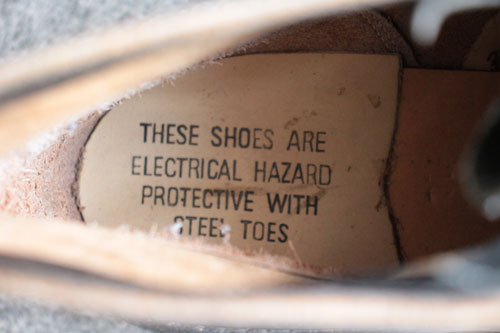 THESE SHOES ARE
ELECTRICAL HAZARD
PROTECTIVE WITH
STEEL TOES